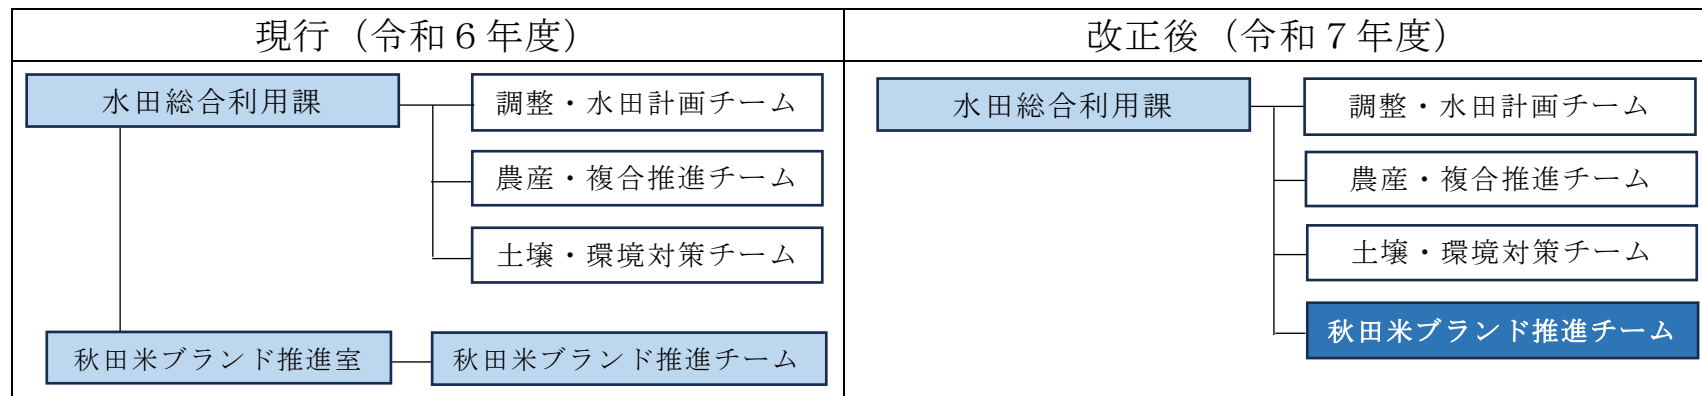 現行（令和６年度）
改正後（令和７年度）
水田総合利用課
調整・水田計画チーム
農産・複合推進チーム
土壌・環境対策チーム
秋田米ブランド推進室
秋田米ブランド推進チーム
水田総合利用課
調整・水田計画チーム
農産・複合推進チーム
土壌・環境対策チーム
秋田米ブランド推進チーム